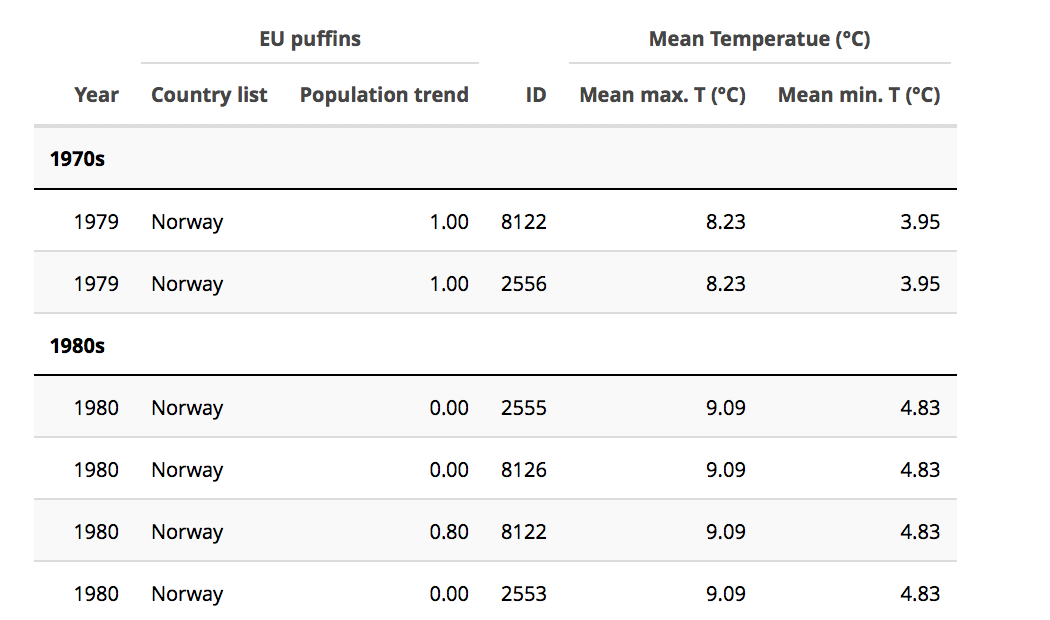 EU puffins Mean Temperatue (°C)
Year Country list Population trend ID Mean max. T (°C) Mean min. T (°C)
1970s
1979 Norway 1.00 8122 8.23 3.95
1979 Norway 1.00 2556 8.23 3.95
1980s
1980 Norway 0.00 2555 9.09 4.83
1980 Norway 0.00 8126 9.09 4.83
1980 Norway 0.80 8122 9.09 4.83
1980 Norway 0.00 2553 9.09 4.83